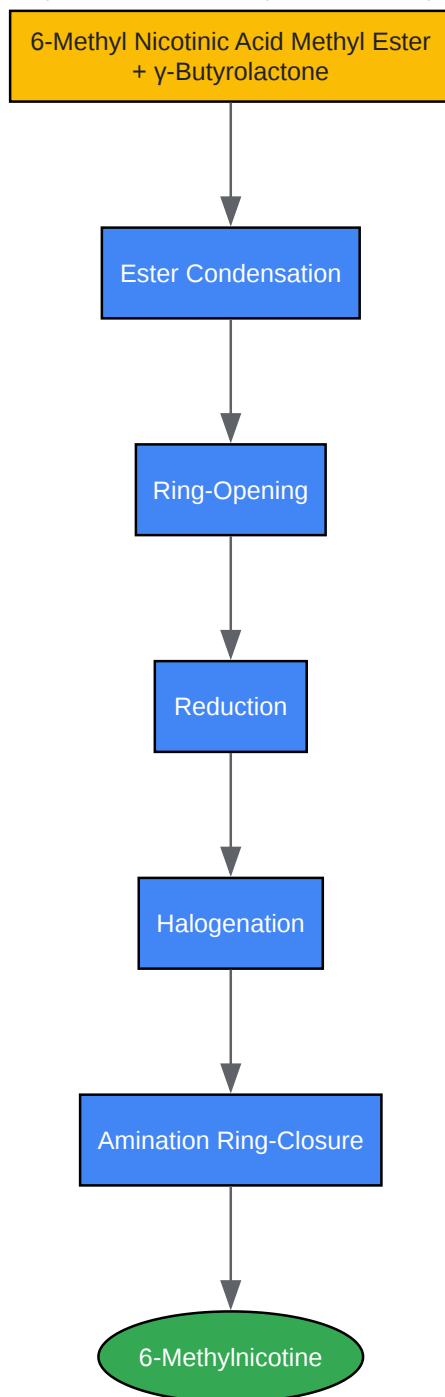 6-Methyl Nicotinic Acid Methyl Ester
+ γ-Butyrolactone
Ester Condensation
Ring-Opening
Reduction
Halogenation
Amination Ring-Closure
6-Methylnicotine